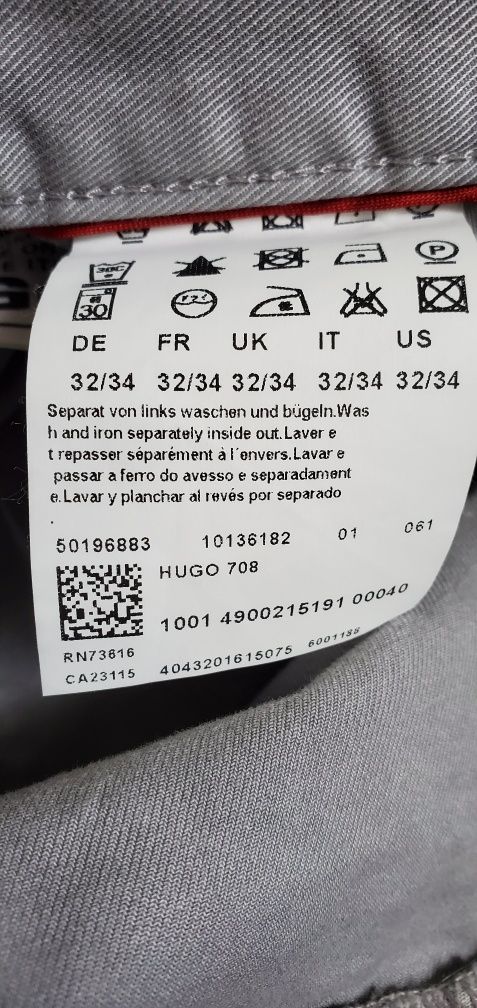 30C
30
P
DE FR UK IT US
32/34 32/34 32/34 32/34 32/34
Separat von links waschen und bügeln.Was
h and iron separately inside out.Laver e
t repasser séparément à l´envers.Lavar e
passar a ferro do avesso e separadament
e.Lavar y planchar al revés por separado
.
50196883 10136182 01 061
HUGO 708
1001 4900215191 00040
RN73616
CA23115 4043201615075 6001188